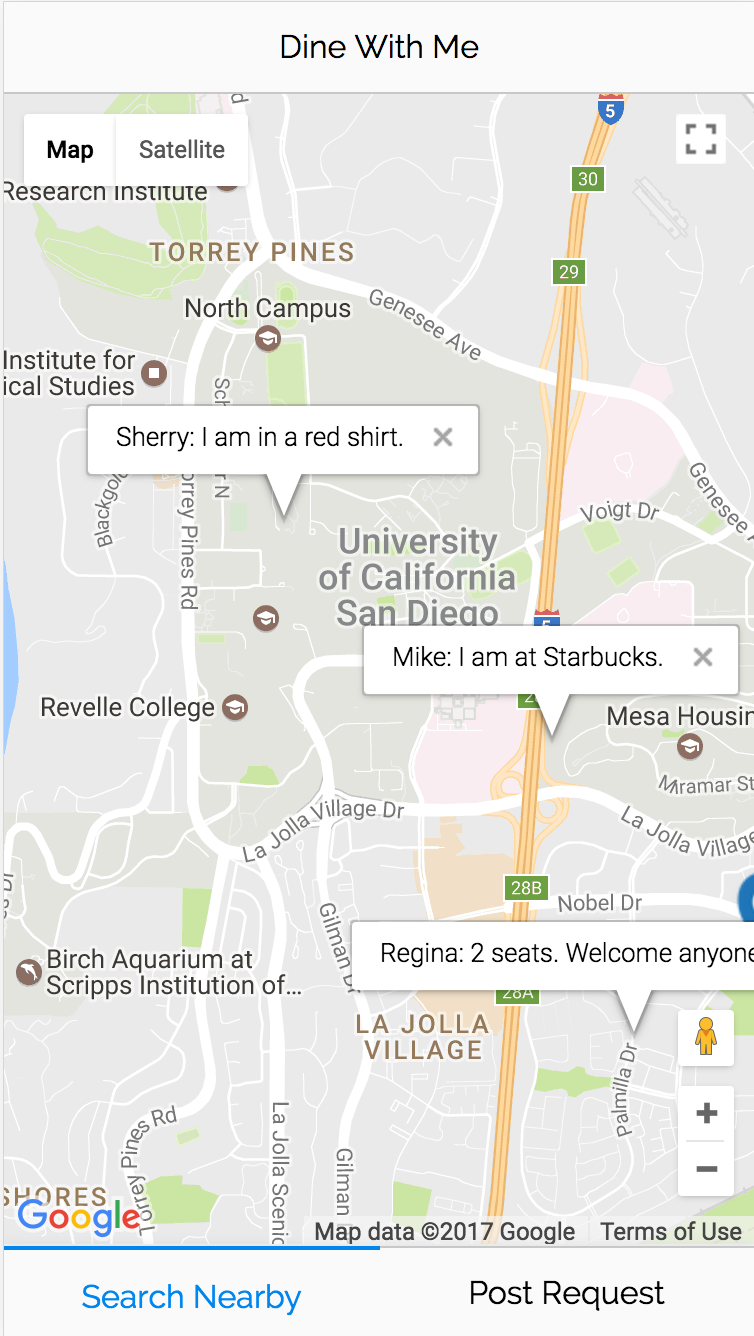 Dine With Me
5
Map
Satellite
30
Research Institute
TORREY PINES
29
North Campus
Genesee Ave
Institute for
ical Studies
Sherry: I am in a red shirt.
Genesee
Voigt Dr
Torrey Pines Rd
University
of California
San Diego
5
Mike: I am at Starbucks.
Revelle College
Mesa Housin
Miramar St
La Jolla Village Dr
La Jolla Village
28B
Nobel Dr
Gilman D
Regina: 2 seats. Welcome anyone
Birch Aquarium at
Scripps Institution of...
28A
LA JOLLA
VILLAGE
Palmilla Dr
Torrey Pines Rd
La Jolla Scenic
Gilman
SHORES
Google
Map data ©2017 Google
Terms of Use
Search Nearby
Post Request